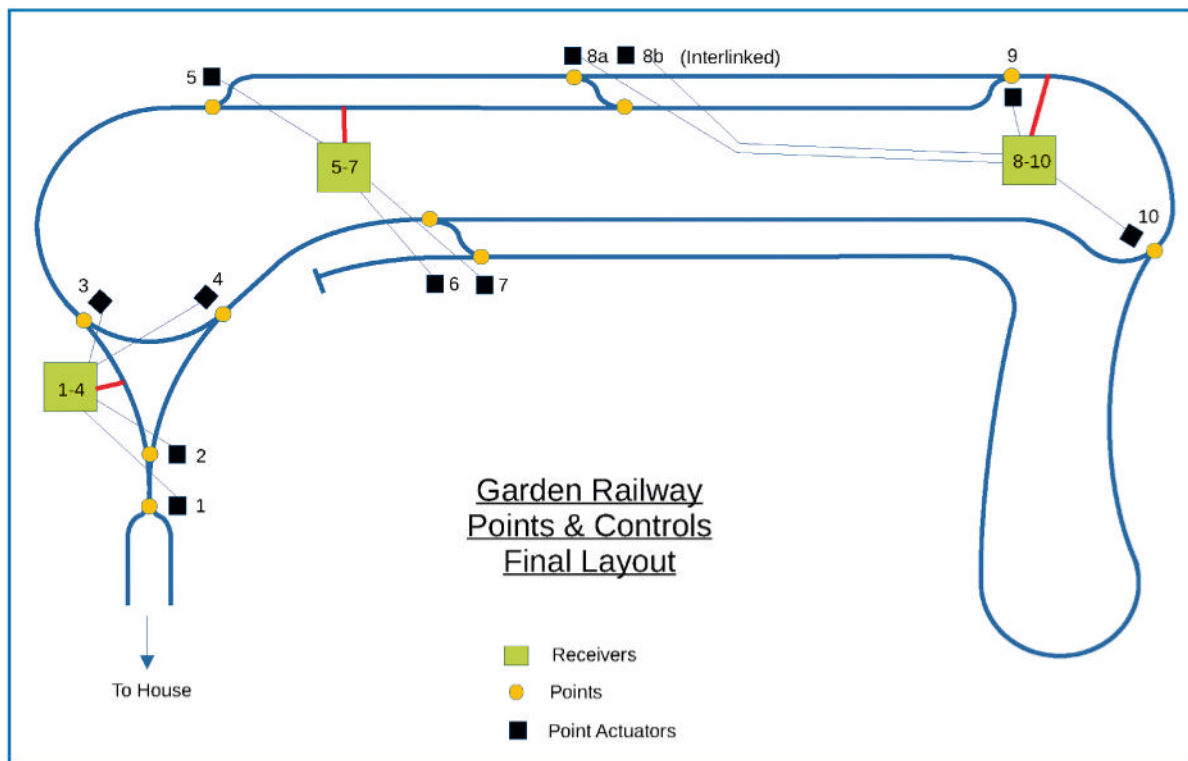 8a
8b (Interlinked)
9
5
5-7
8-10
10
3
4
6
7
1-4
2
1
Garden Railway
Points & Controls
Final Layout
To House
Receivers
Points
Point Actuators